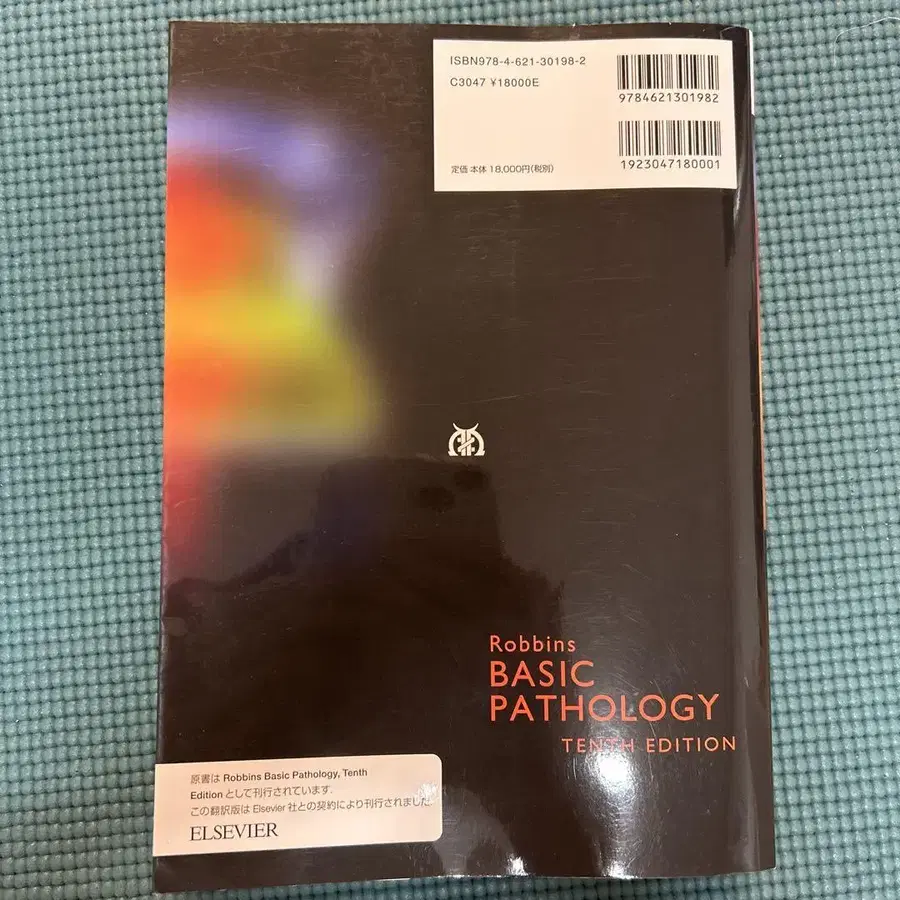 ISBN978-4-621-30198-2
C3047 ¥18000E
9784621301982
1923047180001
定価 本体 18,000円(税別)
Robbins
BASIC
PATHOLOGY
TENTH EDITION
原書は Robbins Basic Pathology, Tenth
Edition として刊行されています.
この翻訳版は Elsevier 社との契約により刊行されました.
ELSEVIER